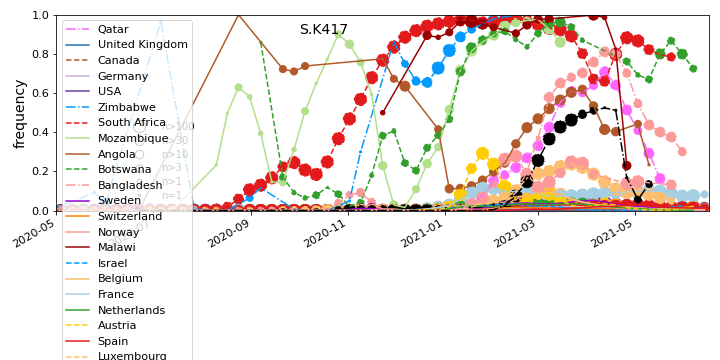 S.K417
frequency
1.0
0.8
0.6
0.4
0.2
0.0
2020-05
2020-07
2020-09
2020-11
2021-01
2021-03
2021-05
Qatar
United Kingdom
Canada
Germany
USA
Zimbabwe
South Africa
Mozambique
Angola
Botswana
Bangladesh
Sweden
Switzerland
Norway
Malawi
Israel
Belgium
France
Netherlands
Austria
Spain
Luxembourg
n>100
n>30
n>10
n>3
n>1
n=1